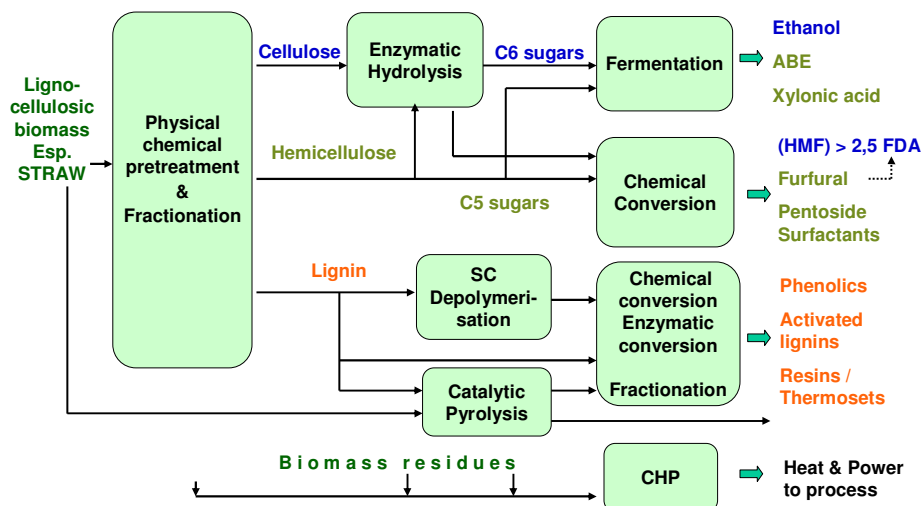 Ligno-
cellulosic
biomass
Esp.
STRAW
Physical
chemical
pretreatment
&
Fractionation
Cellulose
Enzymatic
Hydrolysis
C6 sugars
Fermentation
Ethanol
ABE
Xylonic acid
Hemicellulose
C5 sugars
Chemical
Conversion
(HMF) > 2,5 FDA
Furfural
Pentoside
Surfactants
Lignin
SC
Depolymeri-
sation
Chemical
conversion
Enzymatic
conversion
Fractionation
Phenolics
Activated
lignins
Resins /
Thermosets
Catalytic
Pyrolysis
Biomass residues
CHP
Heat & Power
to process